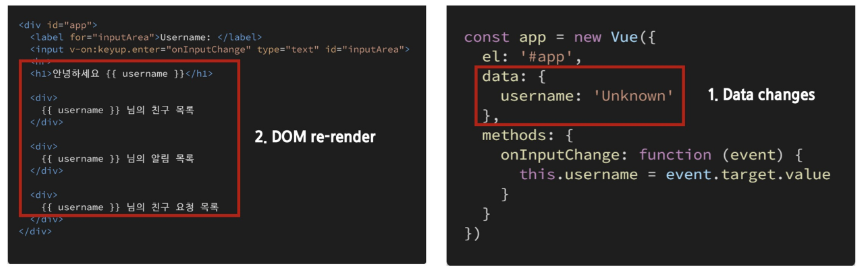 <div id="app">
<label for="inputArea">Username: </label>
<input v-on:keyup.enter="onInputChange" type="text" id="inputArea">
<hr>
<h1>안녕하세요 {{ username }}</h1>
<div>
{{ username }} 님의 친구 목록
</div>
<div>
{{ username }} 님의 알림 목록
</div>
<div>
{{ username }} 님의 친구 요청 목록
</div>
</div>
2. DOM re-render
const app = new Vue({
el: '#app',
data: {
username: 'Unknown'
},
methods: {
onInputChange: function (event) {
this.username = event.target.value
}
}
})
1. Data changes